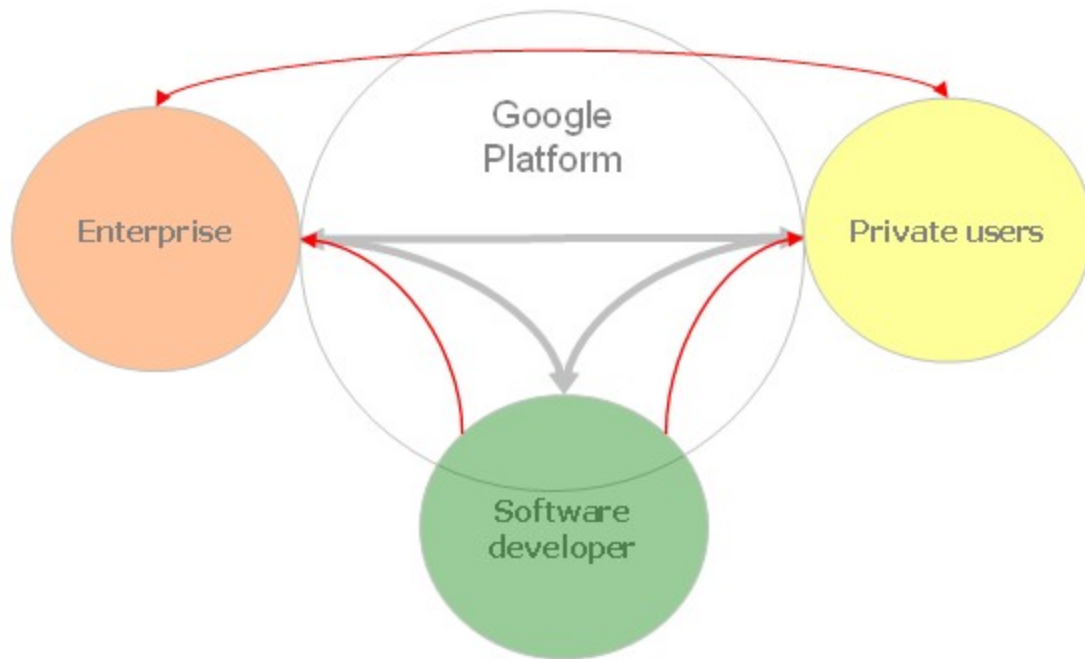 Google
Platform
Enterprise
Private users
Software
developer